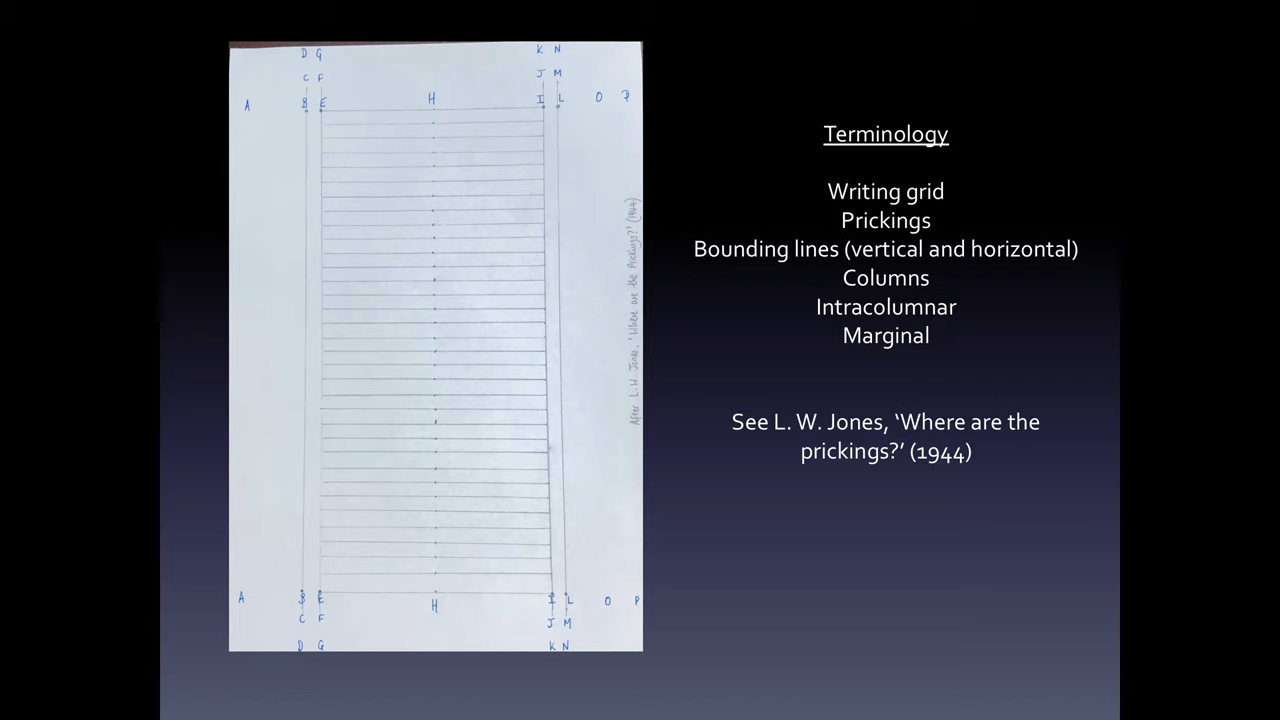 D G K N
C F J M
A B E H I L O P
After L. W. Jones, 'Where are the Prickings?' (1944)
A B E H I L O P
C F J M
D G K N
Terminology
Writing grid
Prickings
Bounding lines (vertical and horizontal)
Columns
Intracolumnar
Marginal
See L. W. Jones, ‘Where are the
prickings?’ (1944)